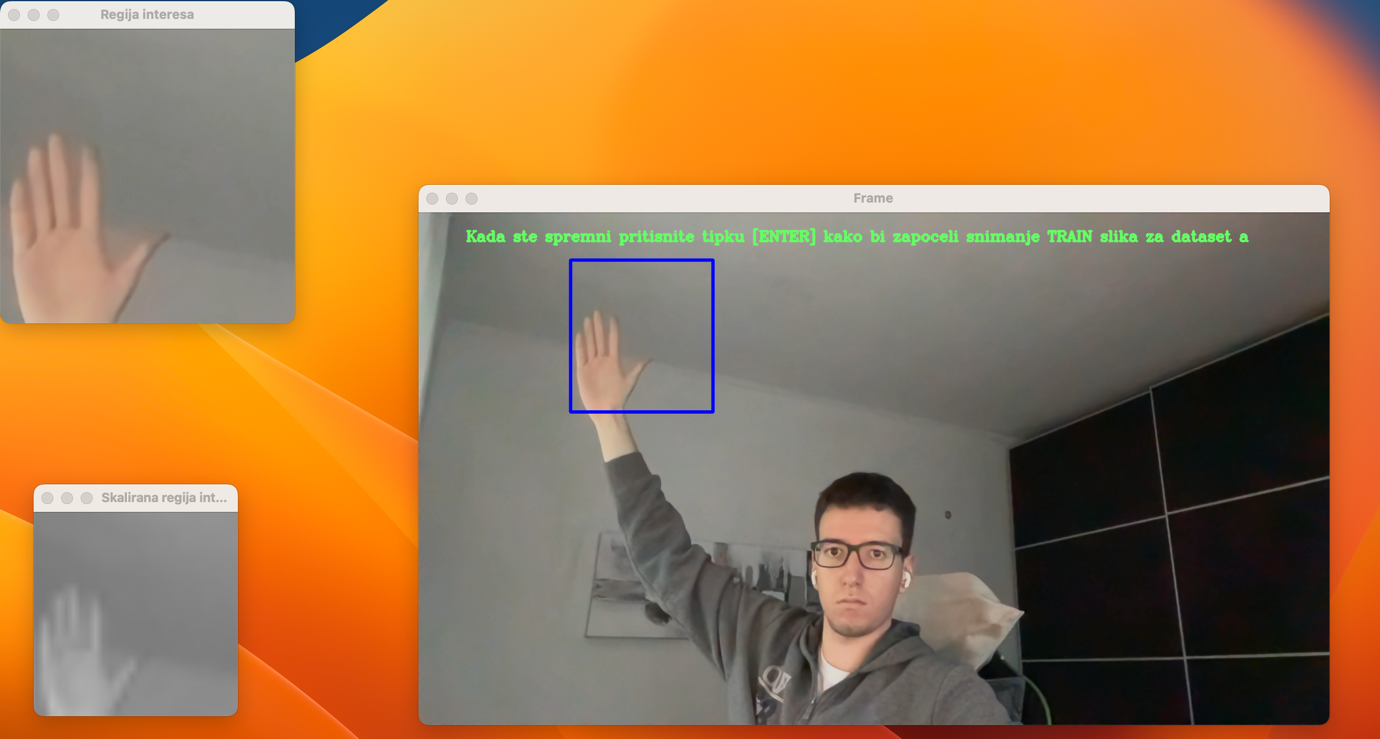 Regija interesa
Frame
Kada ste spremni pritisnite tipku [ENTER] kako bi zapoceli snimanje TRAIN slika za dataset a
Skalirana regija int...